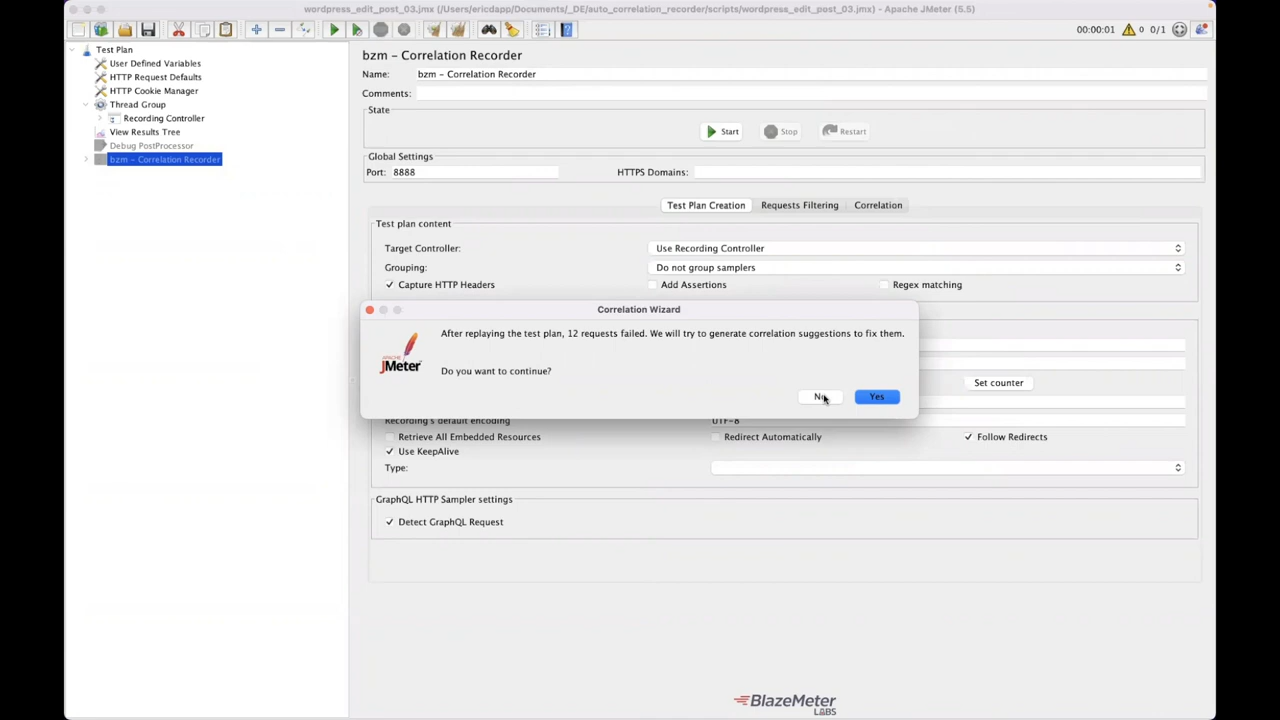 wordpress_edit_post_03.jmx (/Users/ericdapp/Documents/_DE/auto_correlation_recorder/scripts/wordpress_edit_post_03.jmx) - Apache JMeter (5.5)
00:00:01 0 0/1
Test Plan
User Defined Variables
HTTP Request Defaults
HTTP Cookie Manager
Thread Group
Recording Controller
View Results Tree
Debug PostProcessor
bzm - Correlation Recorder
bzm - Correlation Recorder
Name: bzm - Correlation Recorder
Comments:
State
Start Stop Restart
Global Settings
Port: 8888 HTTPS Domains:
Test Plan Creation Requests Filtering Correlation
Test plan content
Target Controller: Use Recording Controller
Grouping: Do not group samplers
Capture HTTP Headers Add Assertions Regex matching
Correlation Wizard
After replaying the test plan, 12 requests failed. We will try to generate correlation suggestions to fix them.
APACHE JMeter
Do you want to continue?
No Yes
Set counter
Recording's default encoding UTF-8
Retrieve All Embedded Resources Redirect Automatically Follow Redirects
Use KeepAlive
Type:
GraphQL HTTP Sampler settings
Detect GraphQL Request
BlazeMeter
LABS